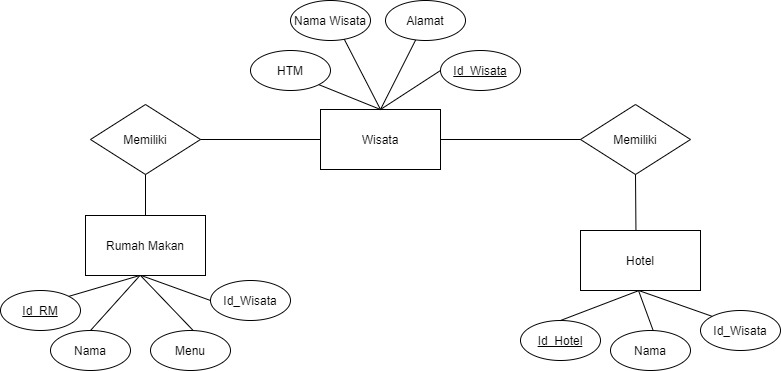 Nama Wisata
Alamat
HTM
Id_Wisata
Memiliki
Wisata
Memiliki
Rumah Makan
Hotel
Id_RM
Nama
Menu
Id_Wisata
Id_Hotel
Nama
Id_Wisata